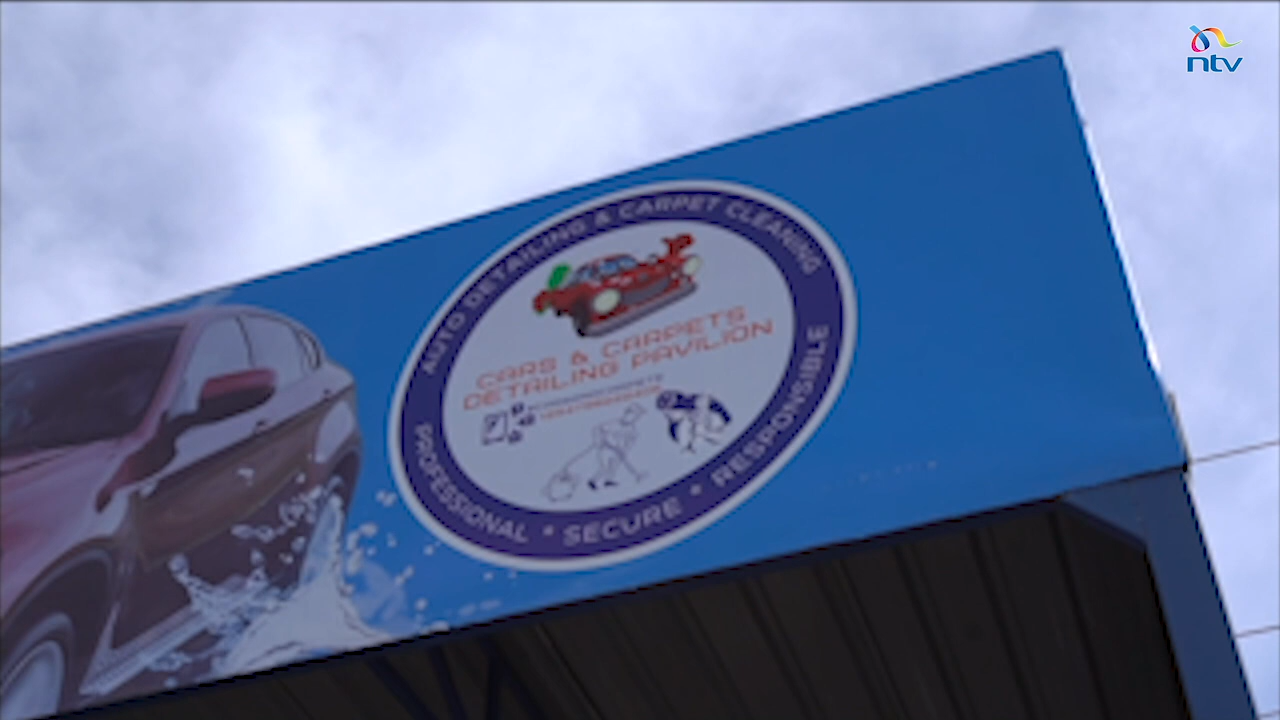 ntv
AUTO DETAILING & CARPET CLEANING
CARS & CARPETS
DETAILING PAVILION
PROFESSIONAL * SECURE * RESPONSIBLE